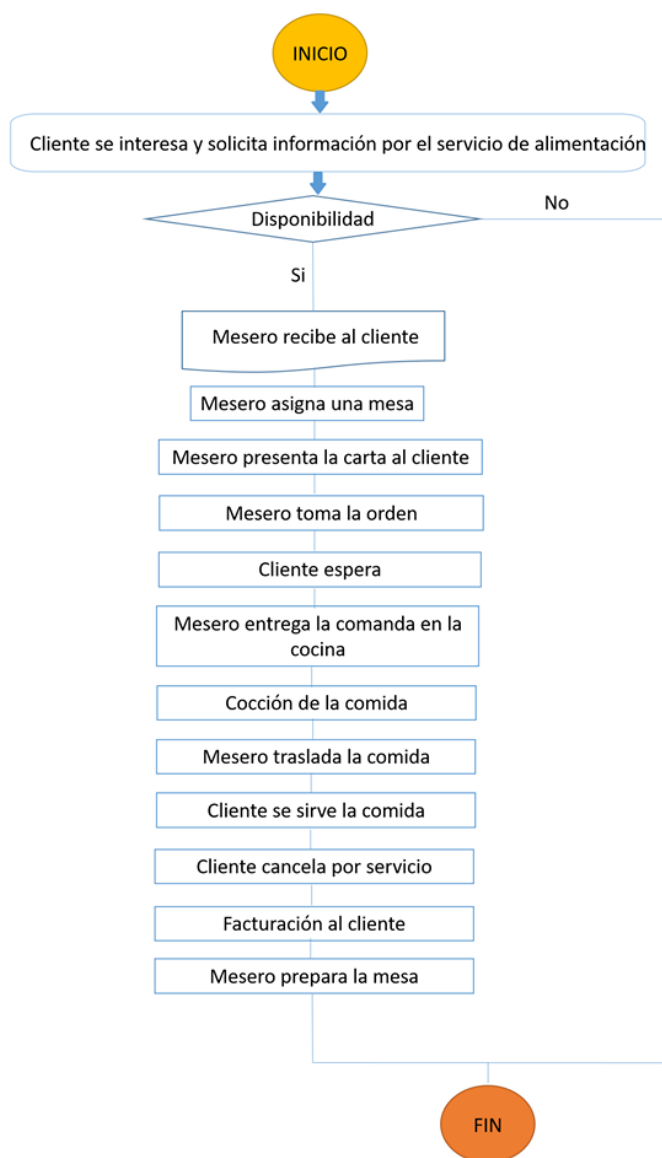 INICIO
Cliente se interesa y solicita información por el servicio de alimentación
Disponibilidad
No
Si
Mesero recibe al cliente
Mesero asigna una mesa
Mesero presenta la carta al cliente
Mesero toma la orden
Cliente espera
Mesero entrega la comanda en la
cocina
Cocción de la comida
Mesero traslada la comida
Cliente se sirve la comida
Cliente cancela por servicio
Facturación al cliente
Mesero prepara la mesa
FIN